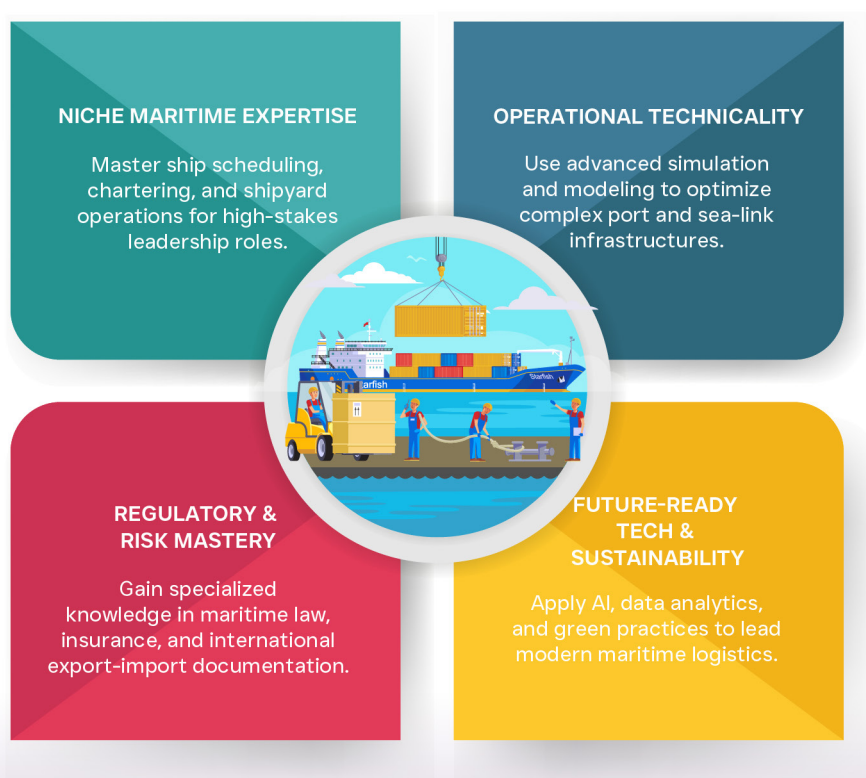 NICHE MARITIME EXPERTISE
Master ship scheduling,
chartering, and shipyard
operations for high-stakes
leadership roles.
OPERATIONAL TECHNICALITY
Use advanced simulation
and modeling to optimize
complex port and sea-link
infrastructures.
arfish
Starfish
REGULATORY &
RISK MASTERY
Gain specialized
knowledge in maritime law,
insurance, and international
export-import documentation.
FUTURE-READY
TECH &
SUSTAINABILITY
Apply AI, data analytics,
and green practices to lead
modern maritime logistics.